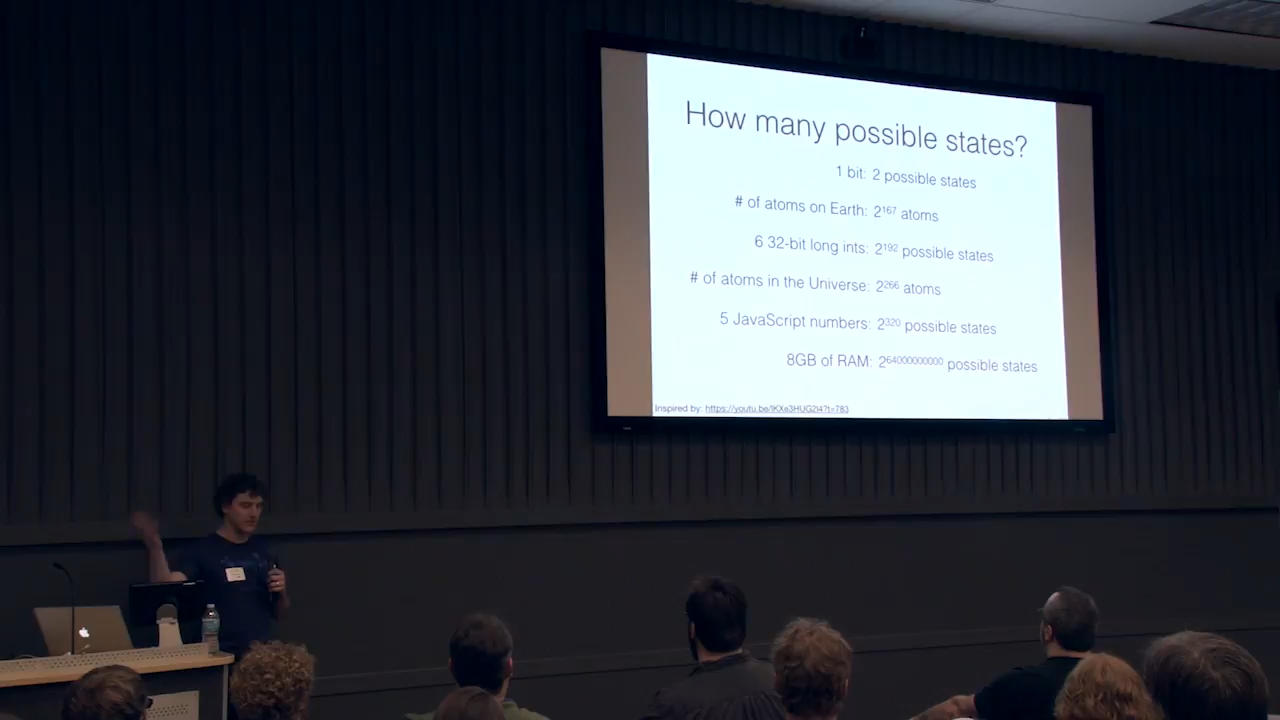 How many possible states?
1 bit: 2 possible states
# of atoms on Earth: 2¹⁶⁷ atoms
6 32-bit long ints: 2¹⁹² possible states
# of atoms in the Universe: 2²⁶⁶ atoms
5 JavaScript numbers: 2³²⁰ possible states
8GB of RAM: 2⁶⁴⁰⁰⁰⁰⁰⁰⁰⁰⁰ possible states
Inspired by: